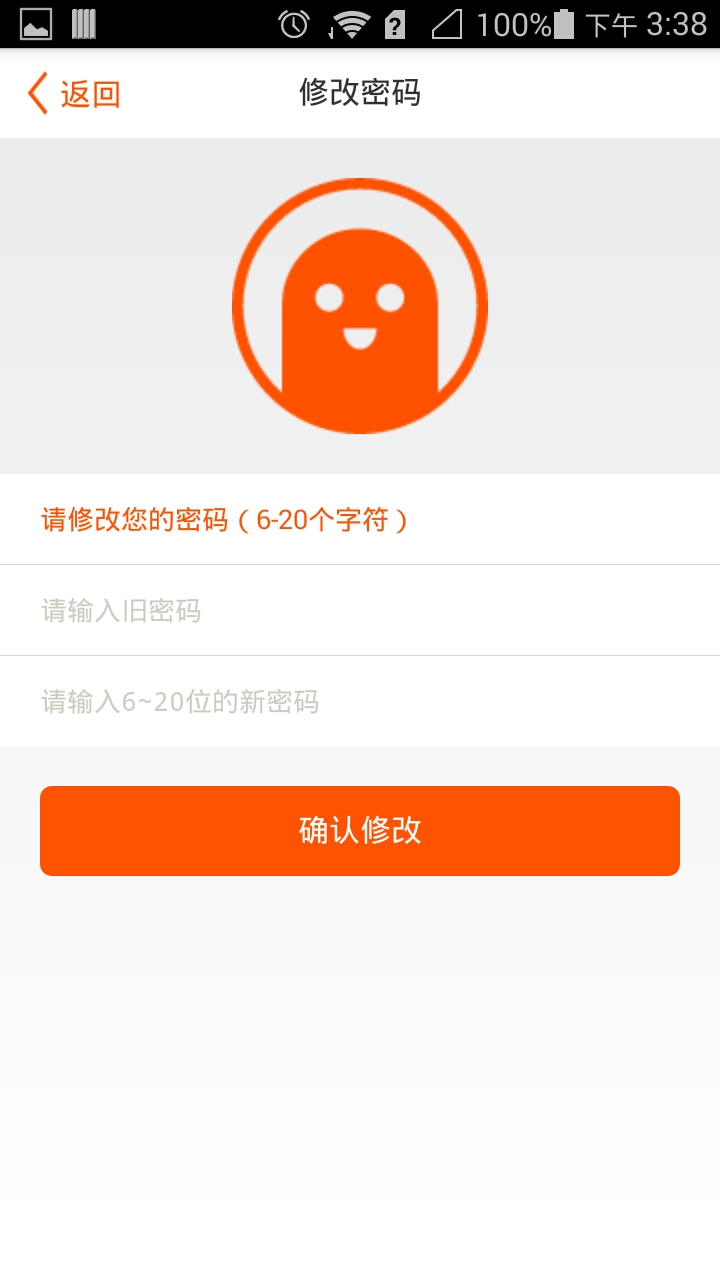 100% 下午 3:38
返回 修改密码
请修改您的密码（6-20个字符）
请输入旧密码
请输入6~20位的新密码
确认修改